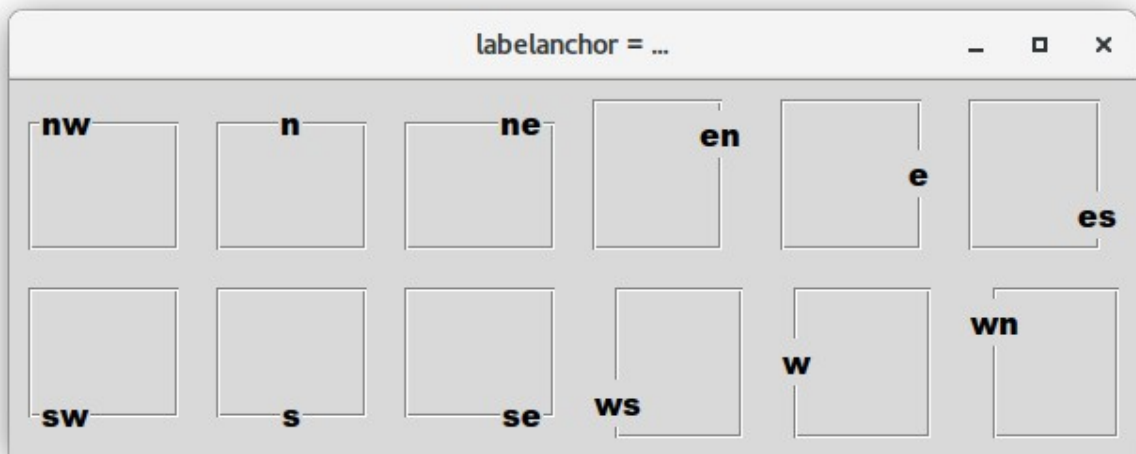 labelanchor = ...
nw n ne en e es
sw s se ws w wn